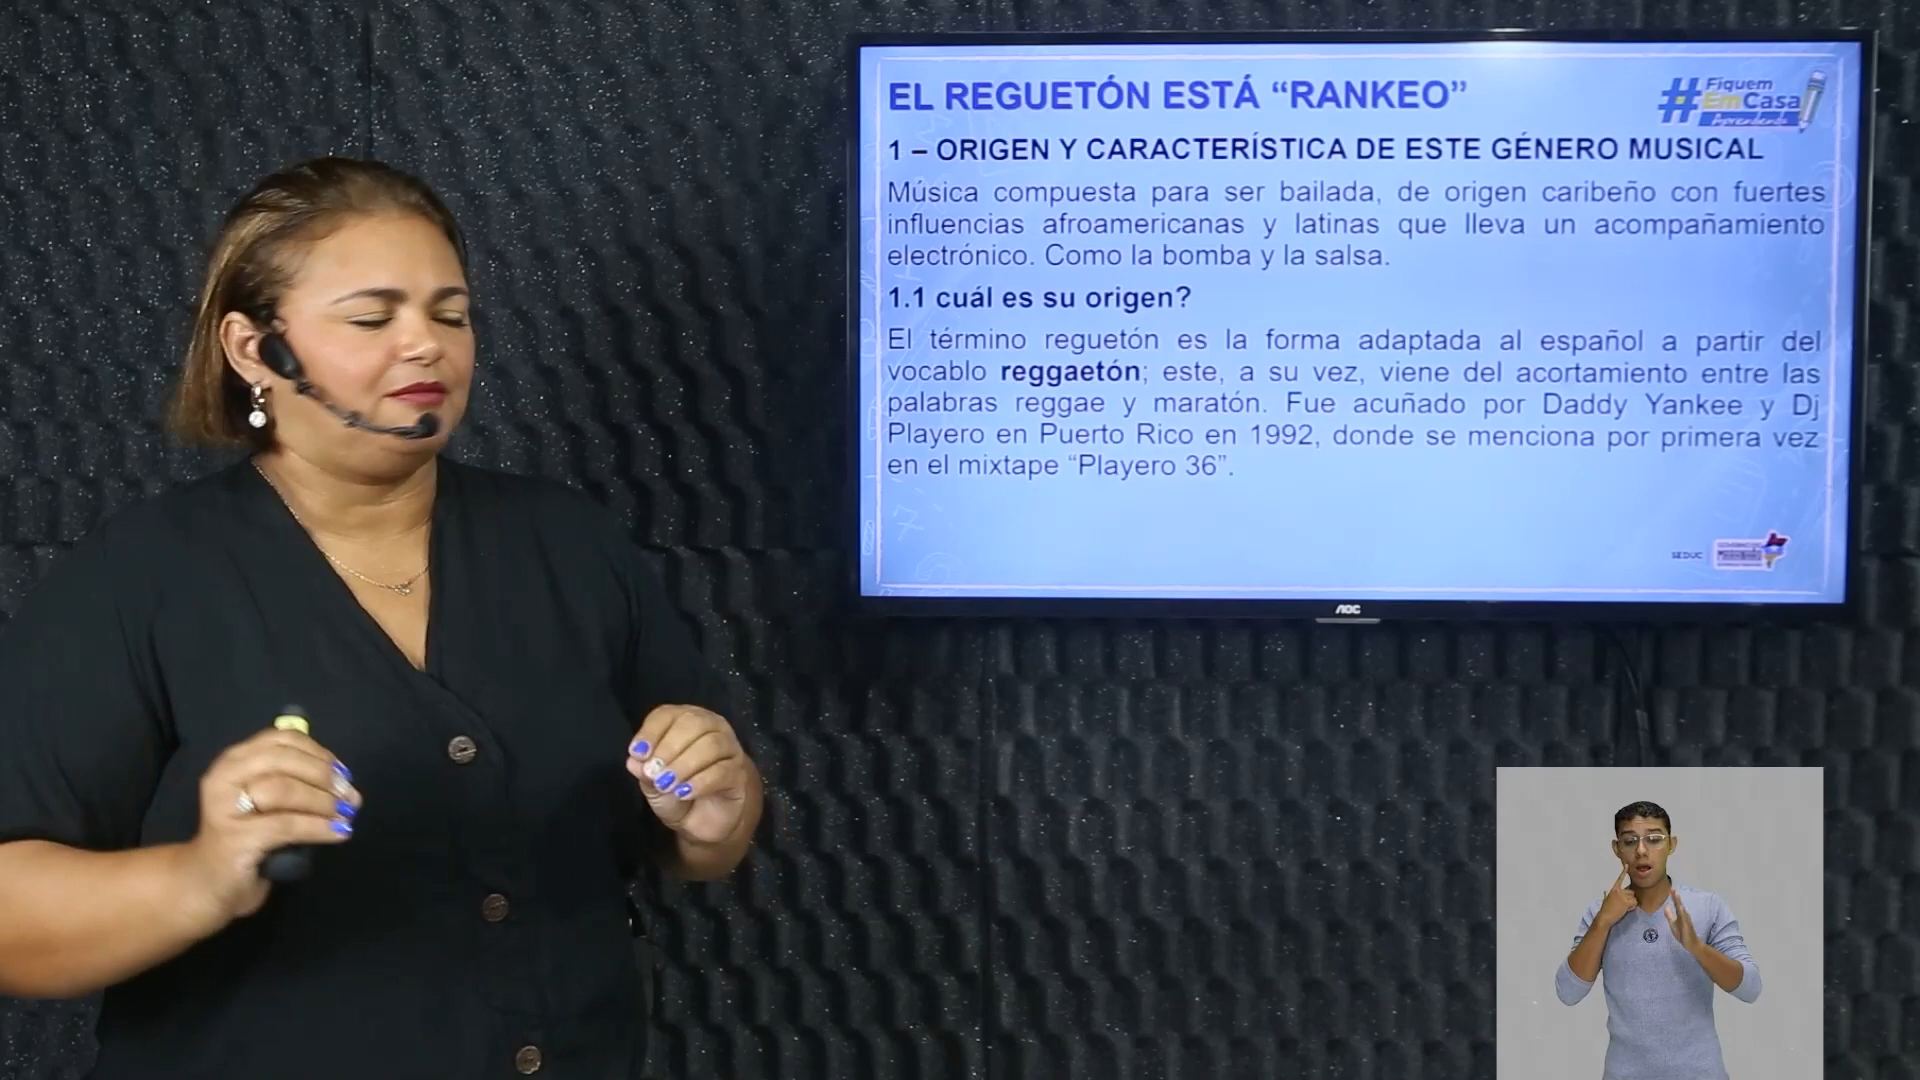 EL REGUETÓN ESTÁ “RANKEO”
#Fiquem
EmCasa
Aprendendo
1 – ORIGEN Y CARACTERÍSTICA DE ESTE GÉNERO MUSICAL
Música compuesta para ser bailada, de origen caribeño con fuertes
influencias afroamericanas y latinas que lleva un acompañamiento
electrónico. Como la bomba y la salsa.
1.1 cuál es su origen?
El término reguetón es la forma adaptada al español a partir del
vocablo reggaetón; este, a su vez, viene del acortamiento entre las
palabras reggae y maratón. Fue acuñado por Daddy Yankee y Dj
Playero en Puerto Rico en 1992, donde se menciona por primera vez
en el mixtape “Playero 36”.
SEDUC
AOC